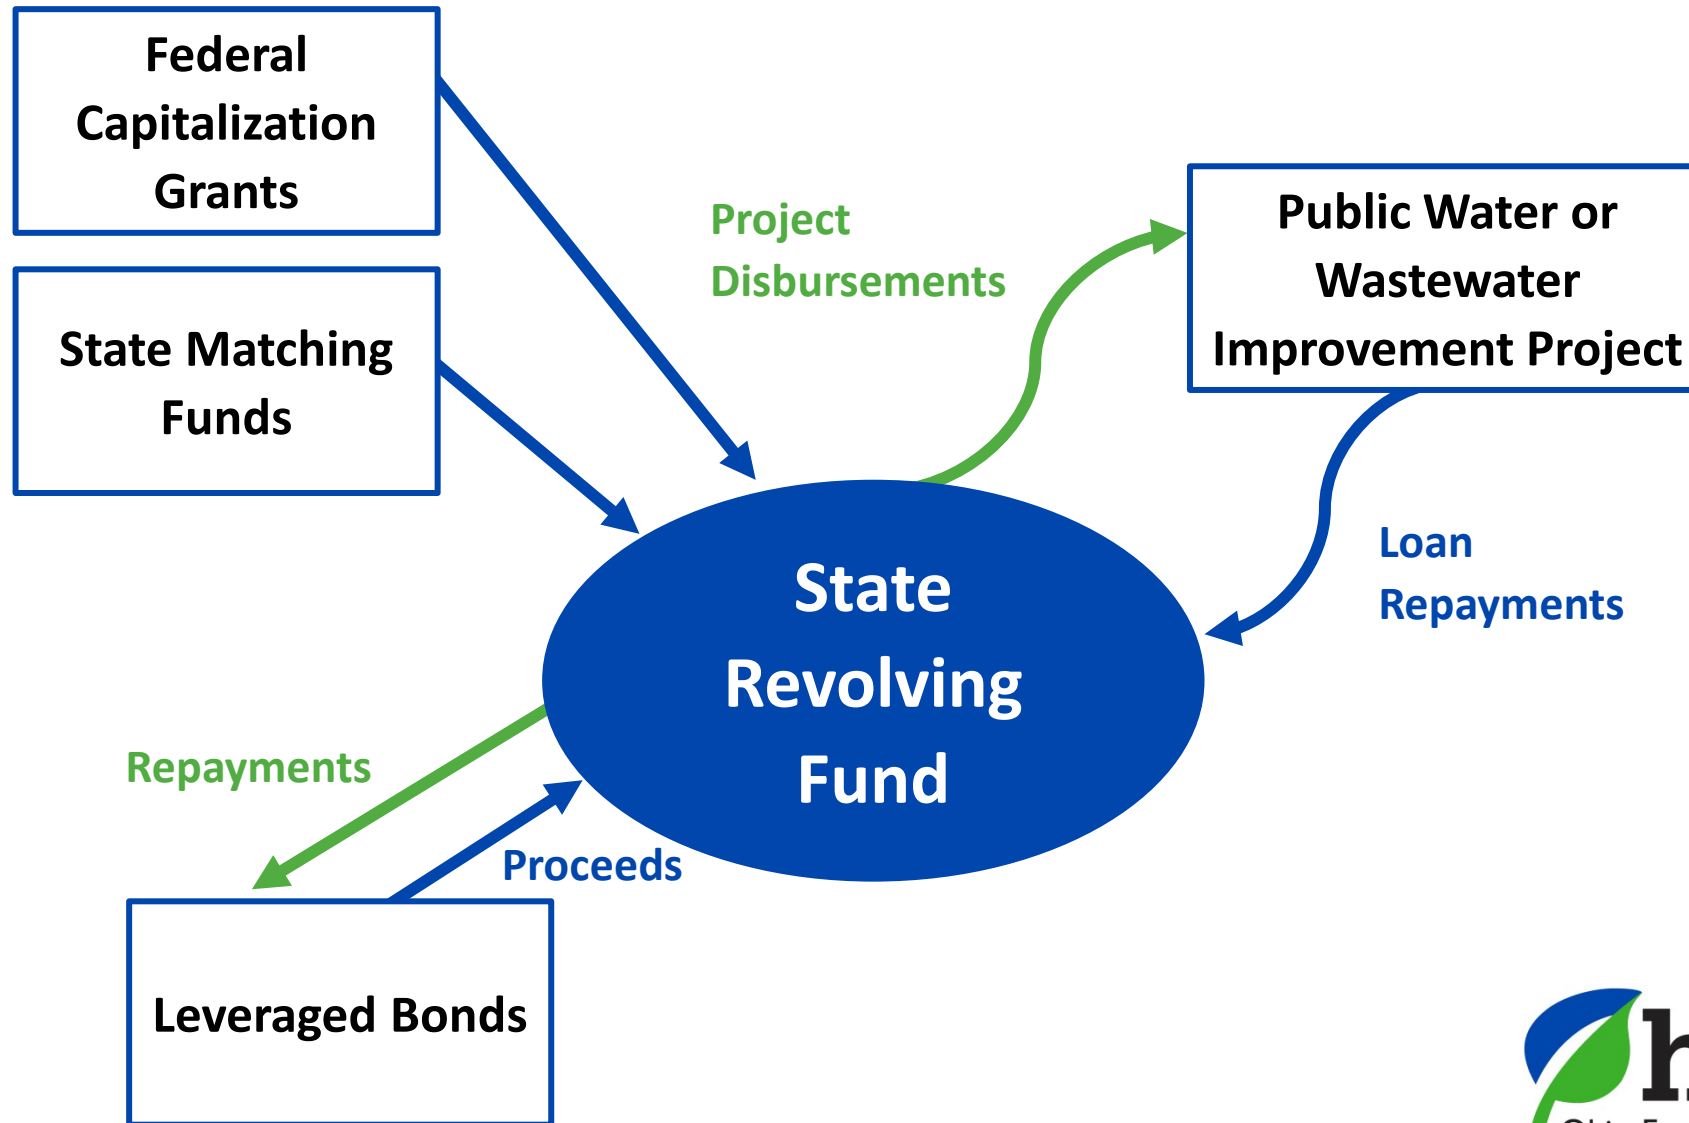 Federal
Capitalization
Grants
State Matching
Funds
Project
Disbursements
Public Water or
Wastewater
Improvement Project
Loan
Repayments
State
Revolving
Fund
Repayments
Proceeds
Leveraged Bonds